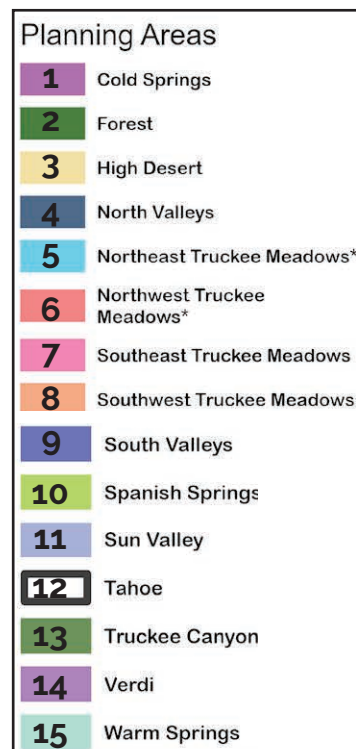 Planning Areas
1 Cold Springs
2 Forest
3 High Desert
4 North Valleys
5 Northeast Truckee Meadows*
6 Northwest Truckee
Meadows*
7 Southeast Truckee Meadows
8 Southwest Truckee Meadows
9 South Valleys
10 Spanish Springs
11 Sun Valley
12 Tahoe
13 Truckee Canyon
14 Verdi
15 Warm Springs